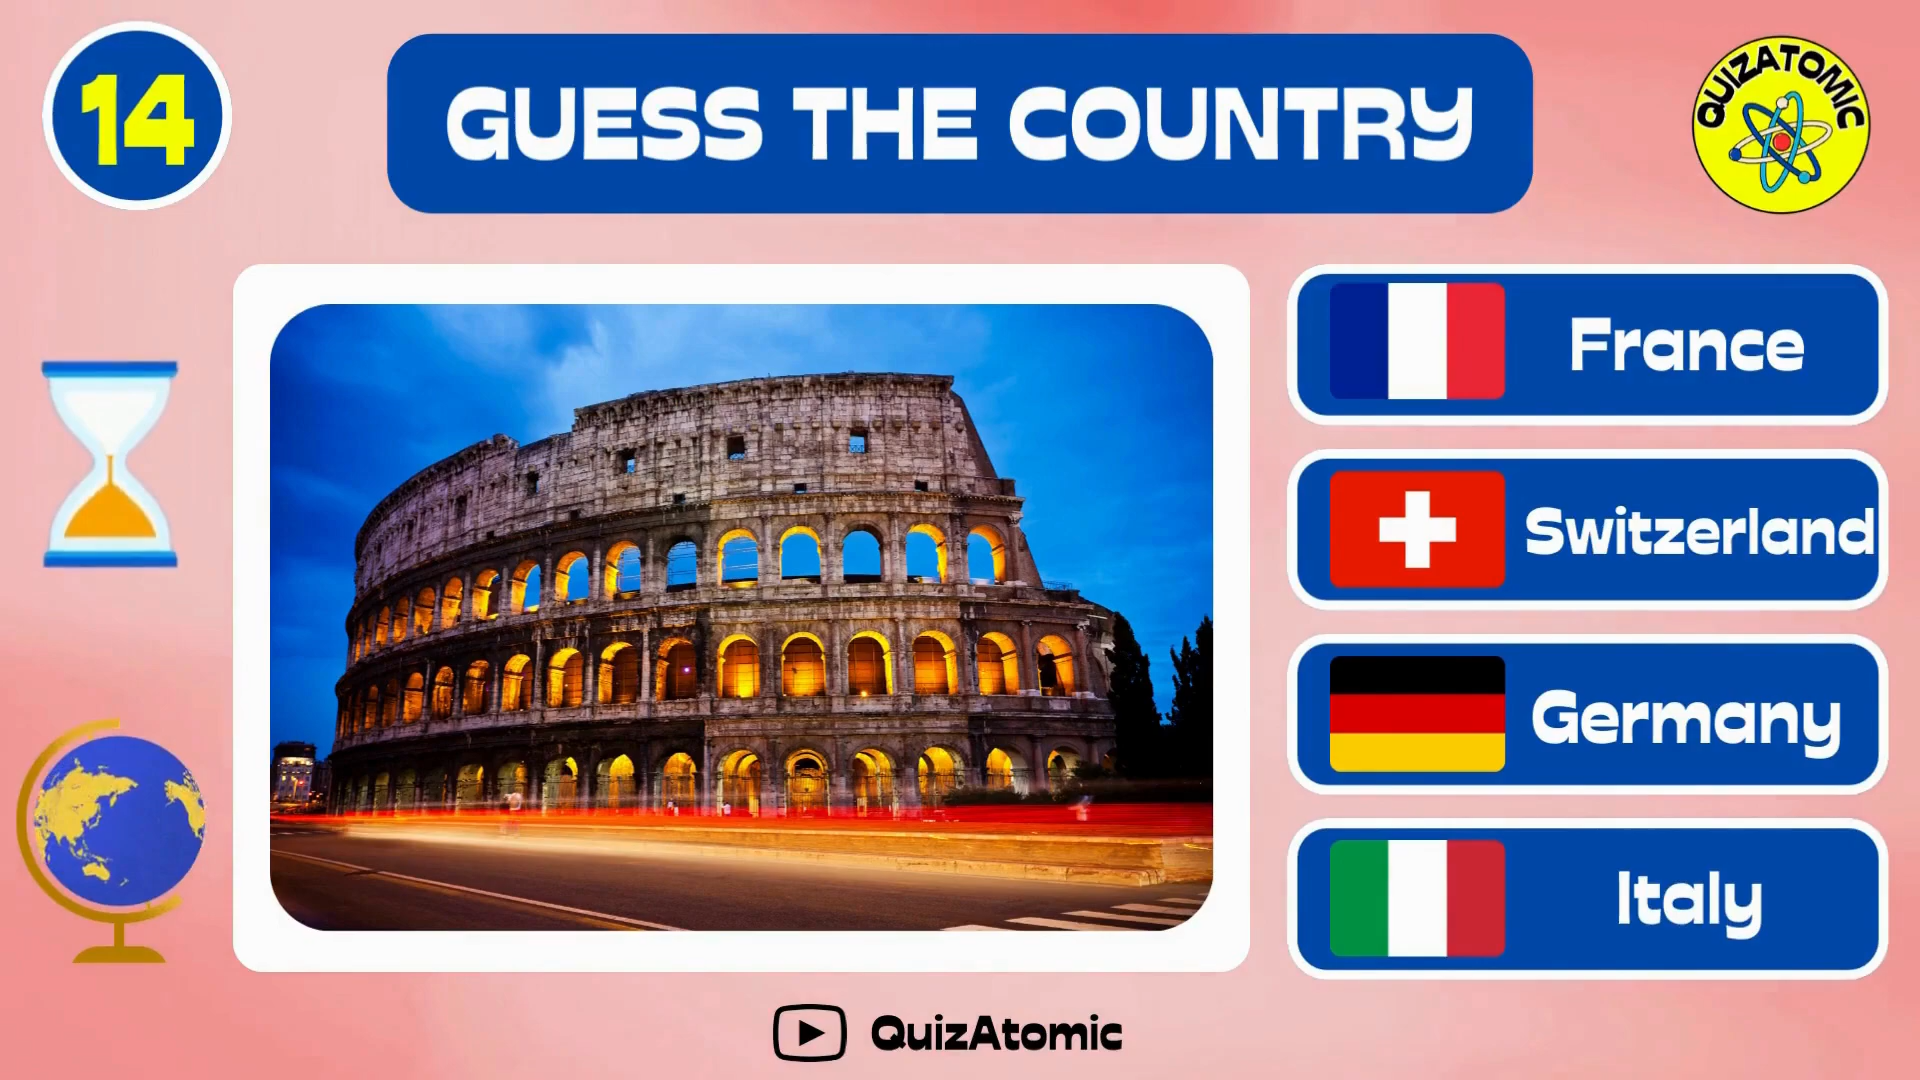 14
GUESS THE COUNTRY
QUIZATOMIC
France
Switzerland
Germany
Italy
QuizAtomic